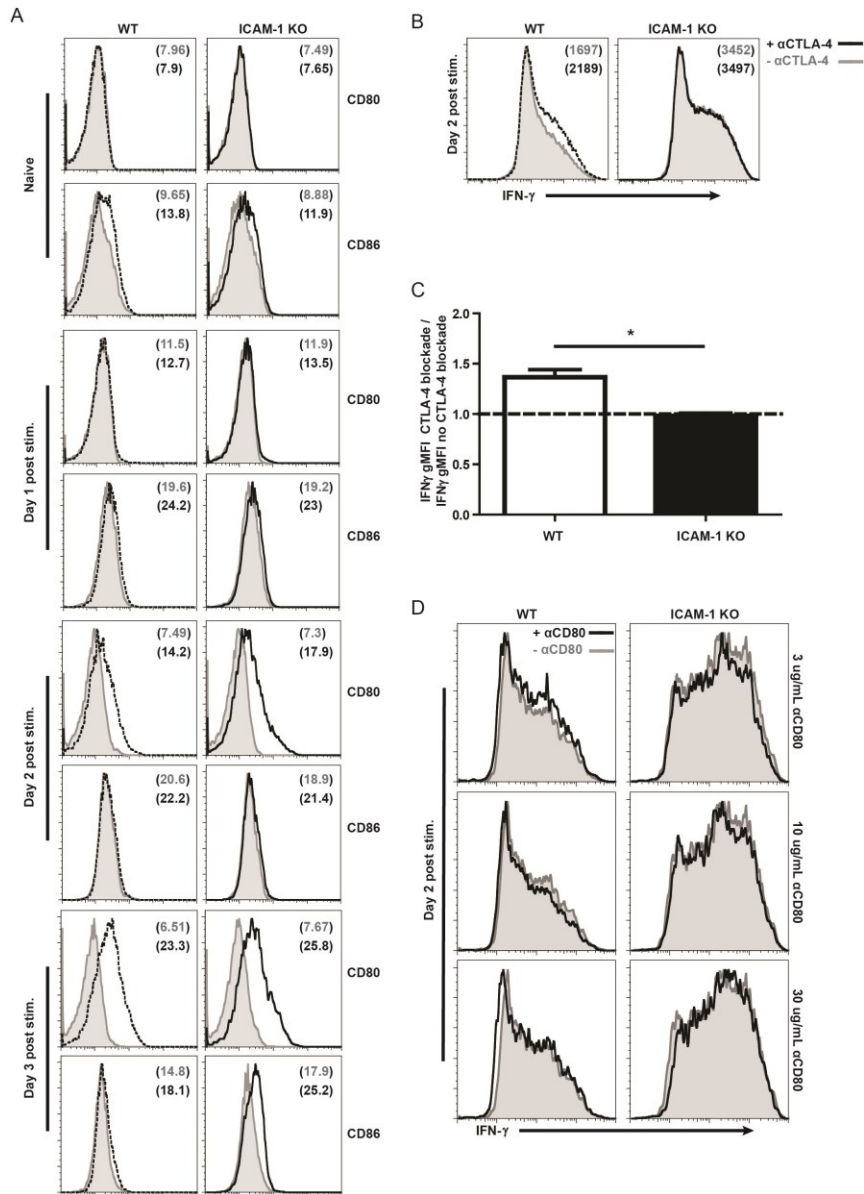 A
WT
ICAM-1 KO
Naive
(7.96)
(7.9)
(7.49)
(7.65)
CD80
(9.65)
(13.8)
(8.88)
(11.9)
CD86
Day 1 post stim.
(11.5)
(12.7)
(11.9)
(13.5)
CD80
(19.6)
(24.2)
(19.2)
(23)
CD86
Day 2 post stim.
(7.49)
(14.2)
(7.3)
(17.9)
CD80
(20.6)
(22.2)
(18.9)
(21.4)
CD86
Day 3 post stim.
(6.51)
(23.3)
(7.67)
(25.8)
CD80
(14.8)
(18.1)
(17.9)
(25.2)
CD86
B
WT
ICAM-1 KO
Day 2 post stim.
(1697)
(2189)
(3452)
(3497)
+ αCTLA-4
- αCTLA-4
IFN-γ
C
IFNγ gMFI CTLA-4 blockade /
IFNγ gMFI no CTLA-4 blockade
2.0
1.5
1.0
0.5
0.0
*
WT
ICAM-1 KO
D
WT
ICAM-1 KO
+ αCD80
- αCD80
Day 2 post stim.
3 ug/mL αCD80
10 ug/mL αCD80
30 ug/mL αCD80
IFN-γ